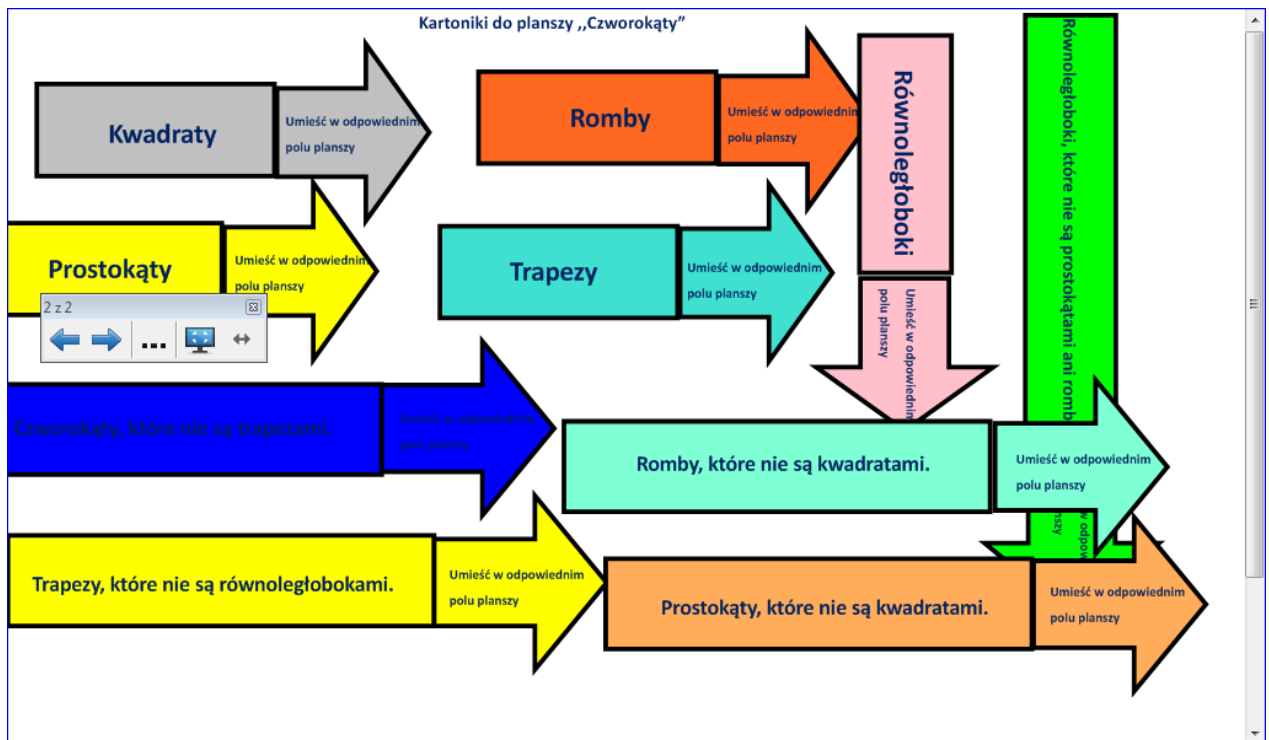 Kartoniki do planszy ,,Czworokąty”
Kwadraty
Umieść w odpowiednim
polu planszy
Romby
Umieść w odpowiednim
polu planszy
Równoległoboki
Umieść w odpowiednim
polu planszy
Równoległoboki, które nie są prostokątami ani
Prostokąty
Umieść w odpowiednim
polu planszy
Trapezy
Umieść w odpowiednim
polu planszy
2 z 2
Czworokąty, które nie są trapezami.
Umieść w odpowiednim
polu planszy
Romby, które nie są kwadratami.
Umieść w odpowiednim
polu planszy
Trapezy, które nie są równoległobokami.
Umieść w odpowiednim
polu planszy
Prostokąty, które nie są kwadratami.
Umieść w odpowiednim
polu planszy